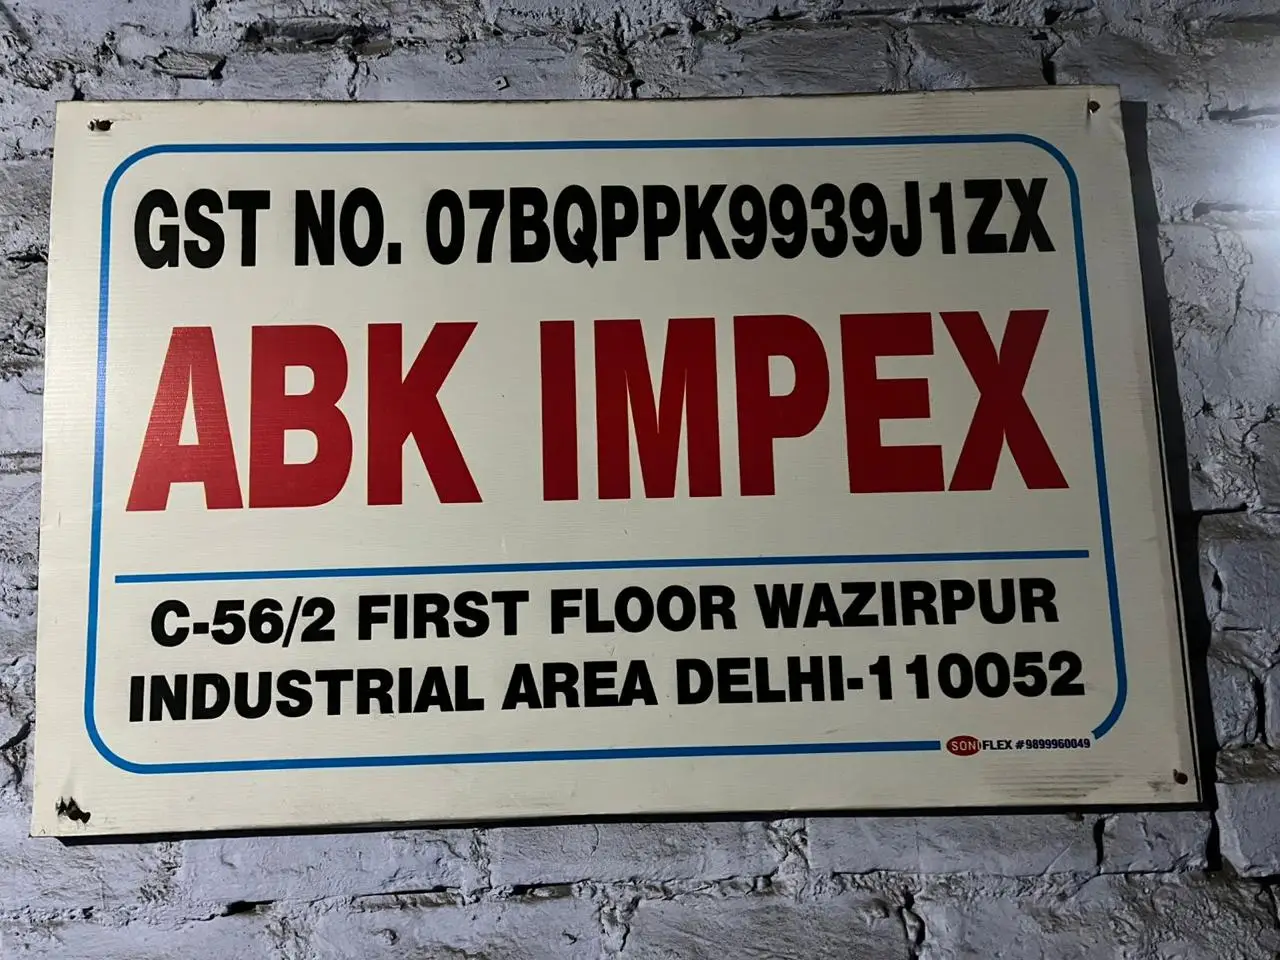 GST NO. 07BQPPK9939J1ZX
ABK IMPEX
C-56/2 FIRST FLOOR WAZIRPUR
INDUSTRIAL AREA DELHI-110052
SONI FLEX #9899960049